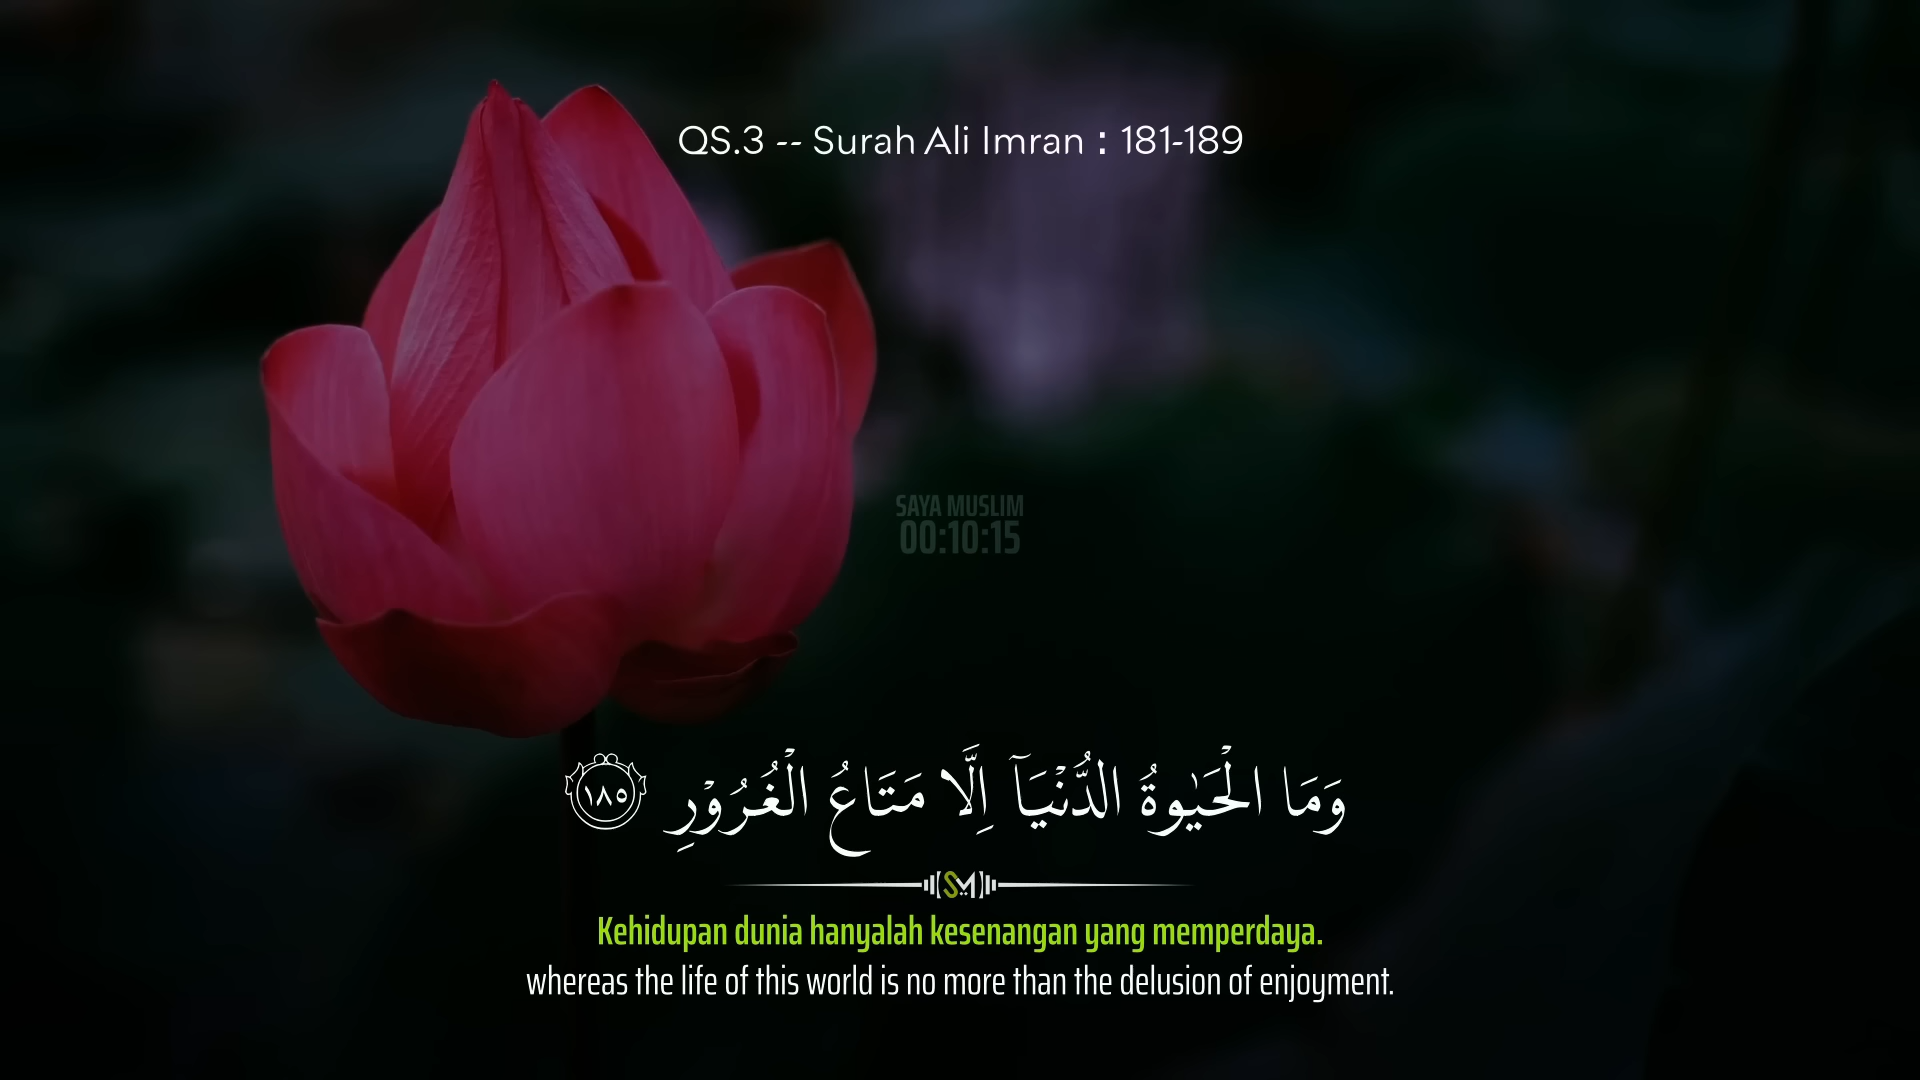 QS.3 -- Surah Ali Imran : 181-189
SAYA MUSLIM
00:10:15
وَمَا الْحَيٰوةُ الدُّنْيَآ اِلَّا مَتَاعُ الْغُرُوْرِ ١٨٥
SM
Kehidupan dunia hanyalah kesenangan yang memperdaya.
whereas the life of this world is no more than the delusion of enjoyment.